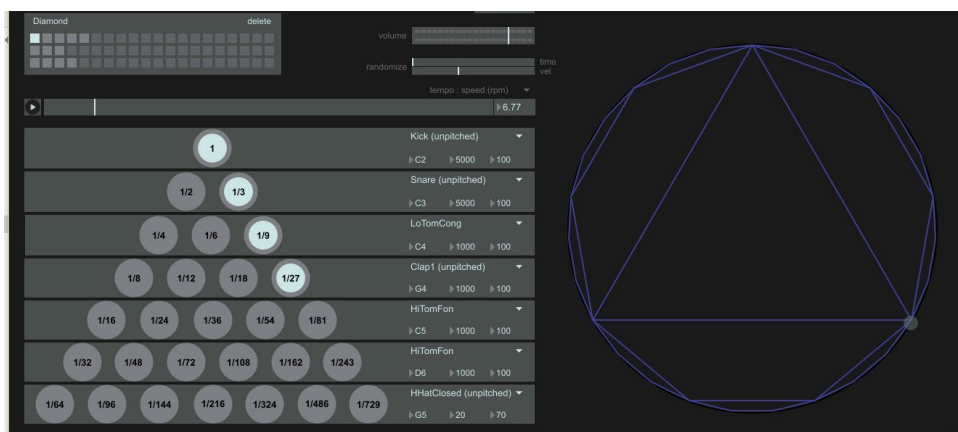 Diamond delete
volume
randomize time
vel
tempo : speed (rpm)
6.77
1 Kick (unpitched)
C2 5000 100
1/2 1/3 Snare (unpitched)
C3 5000 100
1/4 1/6 1/9 LoTomCong
C4 1000 100
1/8 1/12 1/18 1/27 Clap1 (unpitched)
G4 1000 100
1/16 1/24 1/36 1/54 1/81 HiTomFon
C5 1000 100
1/32 1/48 1/72 1/108 1/162 1/243 HiTomFon
D6 1000 100
1/64 1/96 1/144 1/216 1/324 1/486 1/729 HHatClosed (unpitched)
G5 20 70